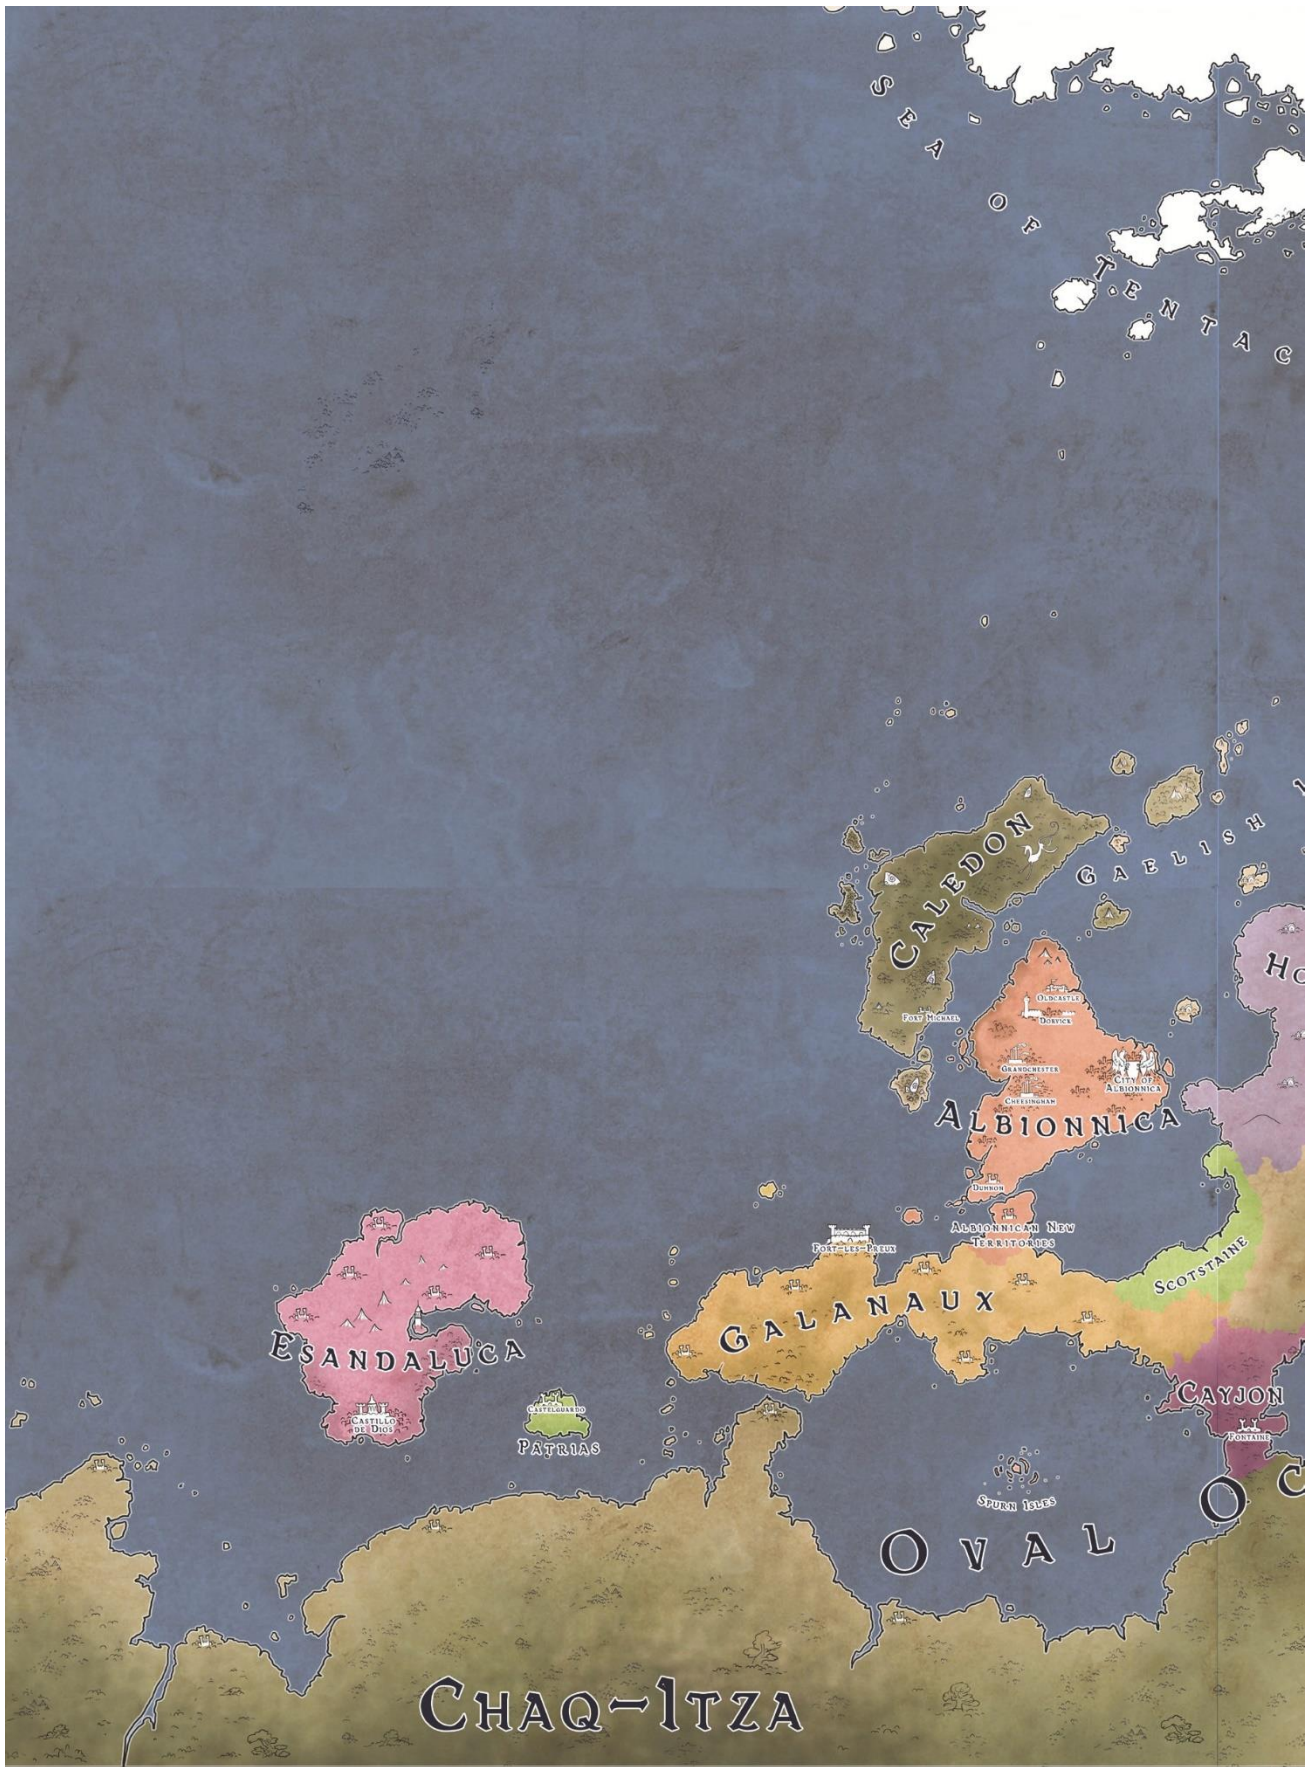 SEA OF TENTAC
CALEDON
GAELISH
HO
FORT MICHAEL
OLDCASTLE
DORVICK
GRANDCHESTER
CITY OF
ALBIONNICA
CHEESINGHAM
ALBIONNICA
DUNMON
ALBIONNICAN NEW
TERRITORIES
FORT-LES-PREUX
SCOTSTAINE
GALANAUX
ESANDALUCA
CASTILLO
DE DIOS
CASTELGUARDO
PATRIAS
CAYJON
FONTAINE
SPURN ISLES
OVAL
OC
CHAQ-ITZA